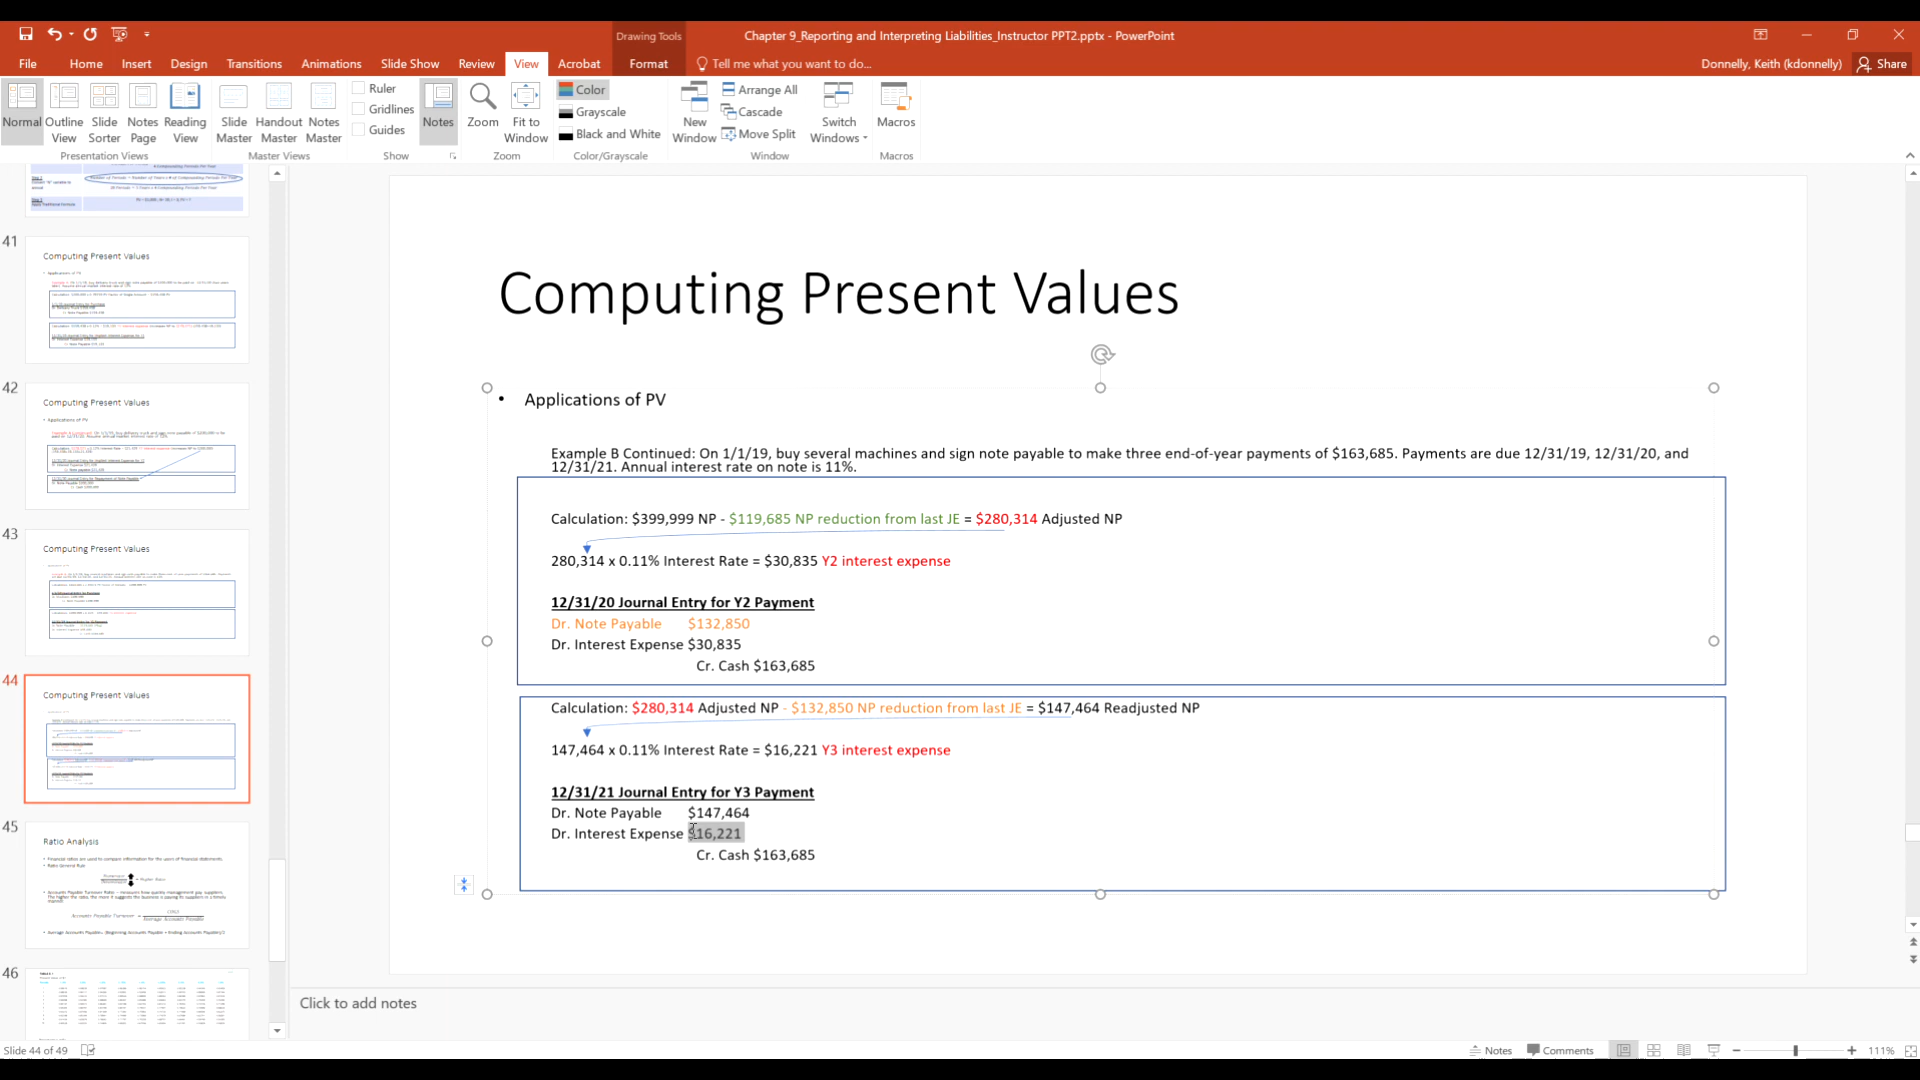 Drawing Tools
Chapter 9_Reporting and Interpreting Liabilities_Instructor PPT2.pptx - PowerPoint
File Home Insert Design Transitions Animations Slide Show Review View Acrobat Format Tell me what you want to do...
Donnelly, Keith (kdonnelly) Share
Normal Outline View Slide Sorter Notes Page Reading View
Presentation Views
Slide Master Handout Master Notes Master
Master Views
Ruler
Gridlines
Guides
Show
Notes
Zoom Fit to Window
Zoom
Color
Grayscale
Black and White
Color/Grayscale
New Window
Arrange All
Cascade
Move Split
Switch Windows
Window
Macros
Macros
41
Computing Present Values
42
Computing Present Values
43
Computing Present Values
44
Computing Present Values
45
Ratio Analysis
46
Computing Present Values
• Applications of PV
Example B Continued: On 1/1/19, buy several machines and sign note payable to make three end-of-year payments of $163,685. Payments are due 12/31/19, 12/31/20, and
12/31/21. Annual interest rate on note is 11%.
Calculation: $399,999 NP - $119,685 NP reduction from last JE = $280,314 Adjusted NP
280,314 x 0.11% Interest Rate = $30,835 Y2 interest expense
12/31/20 Journal Entry for Y2 Payment
Dr. Note Payable $132,850
Dr. Interest Expense $30,835
Cr. Cash $163,685
Calculation: $280,314 Adjusted NP - $132,850 NP reduction from last JE = $147,464 Readjusted NP
147,464 x 0.11% Interest Rate = $16,221 Y3 interest expense
12/31/21 Journal Entry for Y3 Payment
Dr. Note Payable $147,464
Dr. Interest Expense $16,221
Cr. Cash $163,685
Click to add notes
Slide 44 of 49
Notes Comments 111%